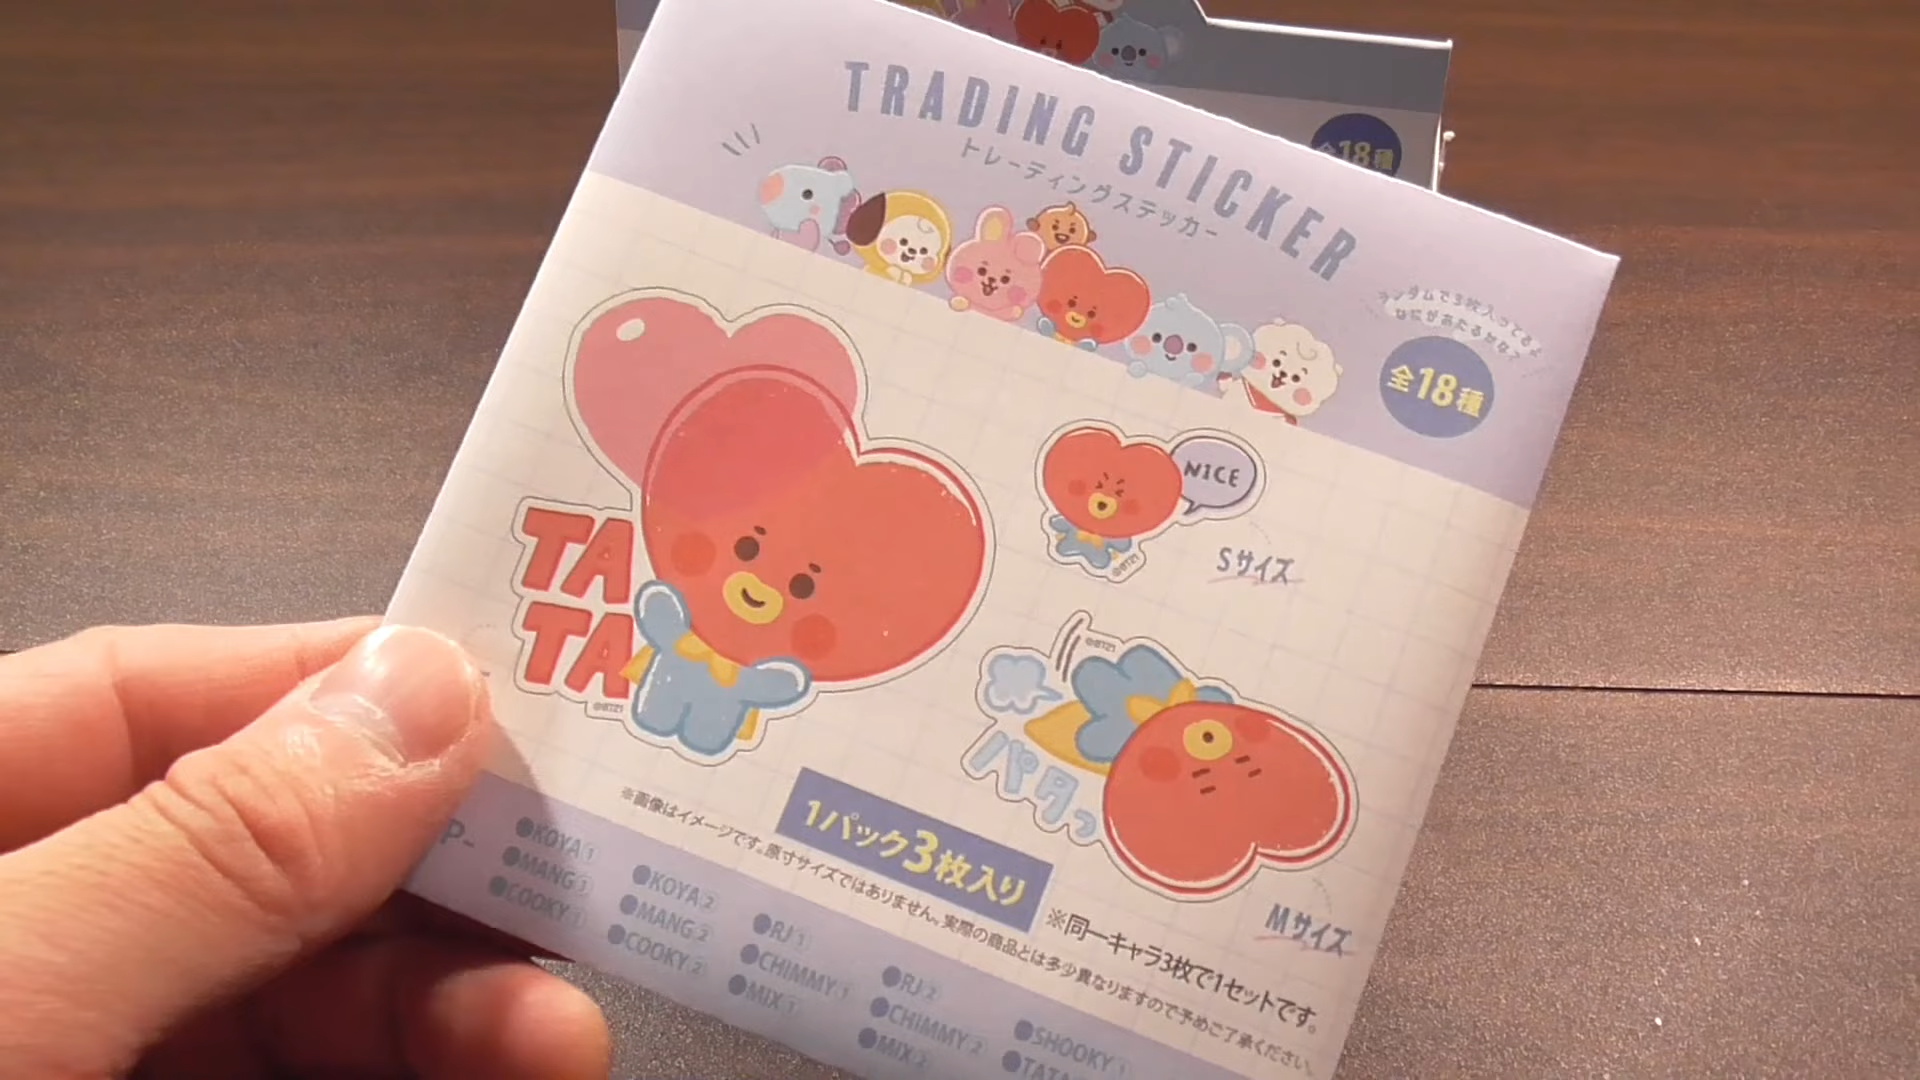 全18種
TRADING STICKER
トレーディングステッカー
ランダムで3枚入ってるよ
なにがあたるかな?
全18種
NICE
@BT21
Sサイズ
TA
TA
@BT21
@BT21
パタっ
Mサイズ
1パック3枚入り
※同一キャラ3枚で1セットです。
※画像はイメージです。原寸サイズではありません。実際の商品とは多少異なりますので予めご了承ください。
P-
●KOYA① ●KOYA② ●RJ① ●RJ② ●SHOOKY①
●MANG① ●MANG② ●CHIMMY① ●CHIMMY② ●TATA
●COOKY① ●COOKY② ●MIX① ●MIX②